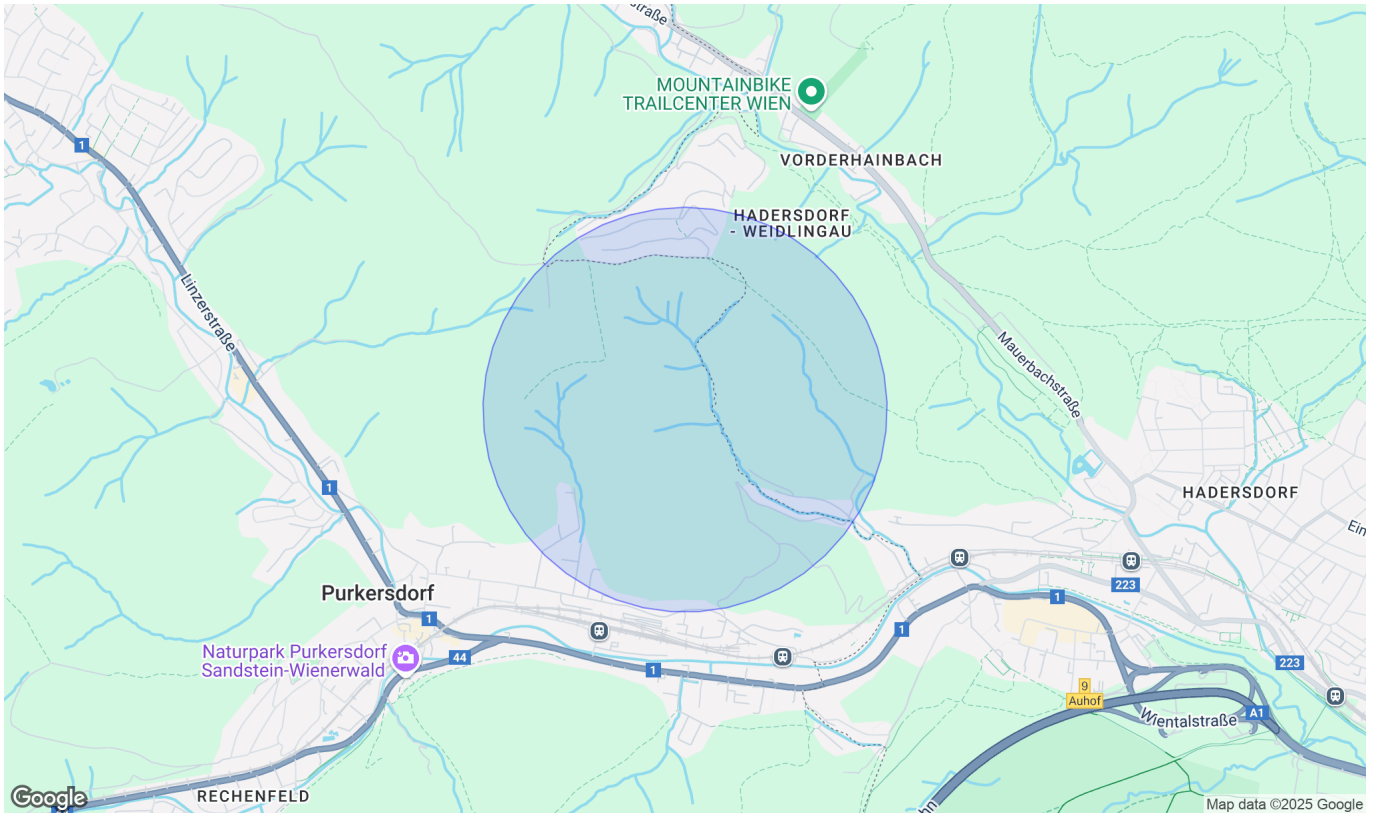 straße
MOUNTAINBIKE
TRAILCENTER WIEN
1
VORDERHAINBACH
HADERSDORF
- WEIDLINGAU
Linzerstraße
Mauerbachstraße
1
HADERSDORF
Ein
223
Purkersdorf
1
1
1
Naturpark Purkersdorf
Sandstein-Wienerwald
44
1
223
9
Auhof
A1
Wientalstraße
RECHENFELD
Google
hn
Map data ©2025 Google